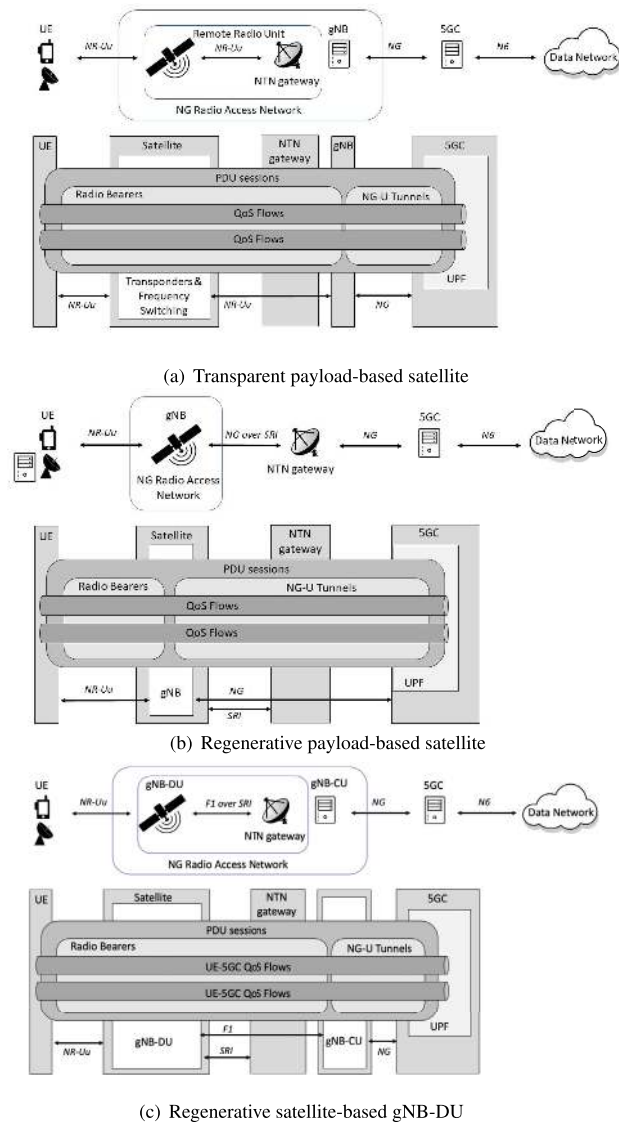 UE
NR-Uu
Remote Radio Unit
NR-Uu
NTN gateway
gNB
NG Radio Access Network
NG
5GC
N6
Data Network
UE
Satellite
NTN gateway
gNB
5GC
PDU sessions
Radio Bearers
NG-U Tunnels
QoS Flows
QoS Flows
UPF
NR-Uu
Transponders &
Frequency
Switching
NR-Uu
NG
(a) Transparent payload-based satellite
UE
NR-Uu
gNB
NG Radio Access
Network
NG over SRI
NTN gateway
NG
5GC
N6
Data Network
UE
Satellite
NTN
gateway
5GC
PDU sessions
Radio Bearers
NG-U Tunnels
QoS Flows
QoS Flows
UPF
NR-Uu
gNB
NG
SRI
(b) Regenerative payload-based satellite
UE
NR-Uu
gNB-DU
F1 over SRI
NTN gateway
gNB-CU
NG Radio Access Network
NG
5GC
N6
Data Network
UE
Satellite
NTN
gateway
5GC
PDU sessions
Radio Bearers
NG-U Tunnels
UE-5GC QoS Flows
UE-5GC QoS Flows
UPF
NR-Uu
gNB-DU
F1
SRI
gNB-CU
NG
(c) Regenerative satellite-based gNB-DU